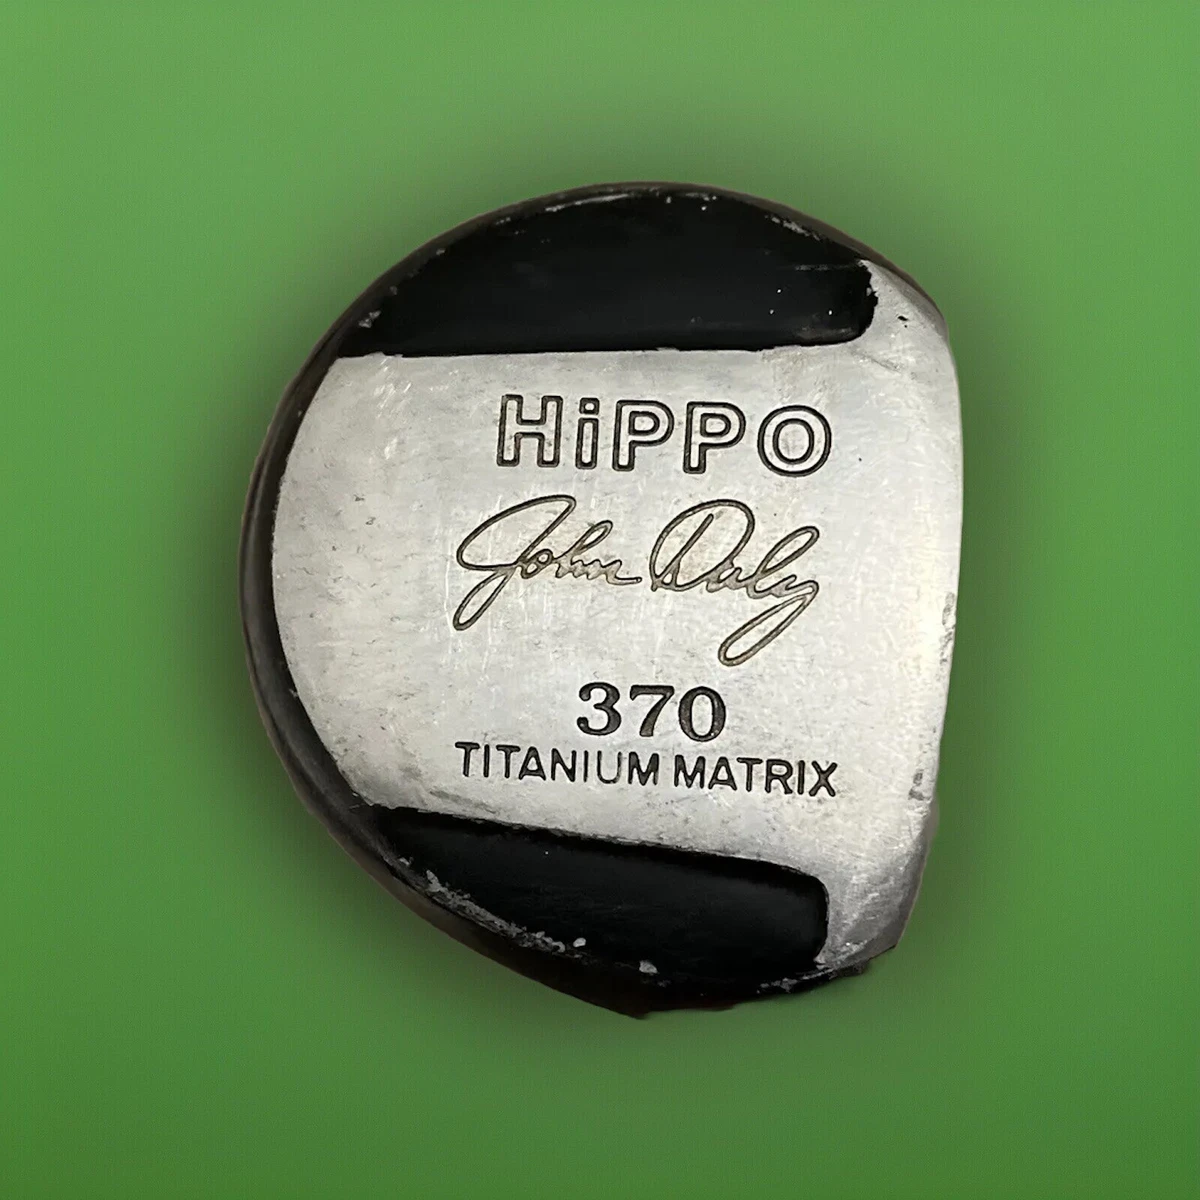 HiPPO
John Daly
370
TITANIUM MATRIX